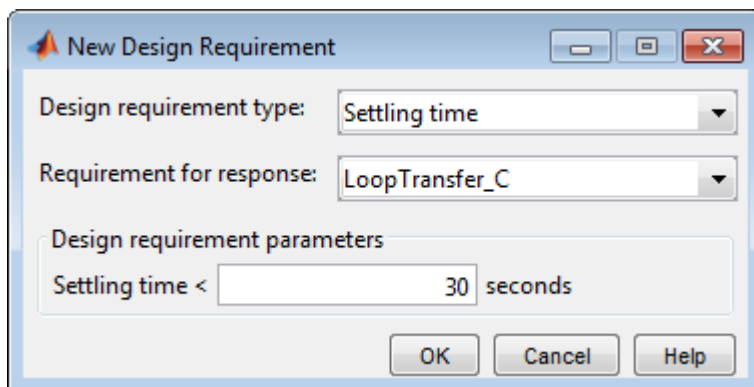 New Design Requirement
Design requirement type: Settling time
Requirement for response: LoopTransfer_C
Design requirement parameters
Settling time < 30 seconds
OK Cancel Help